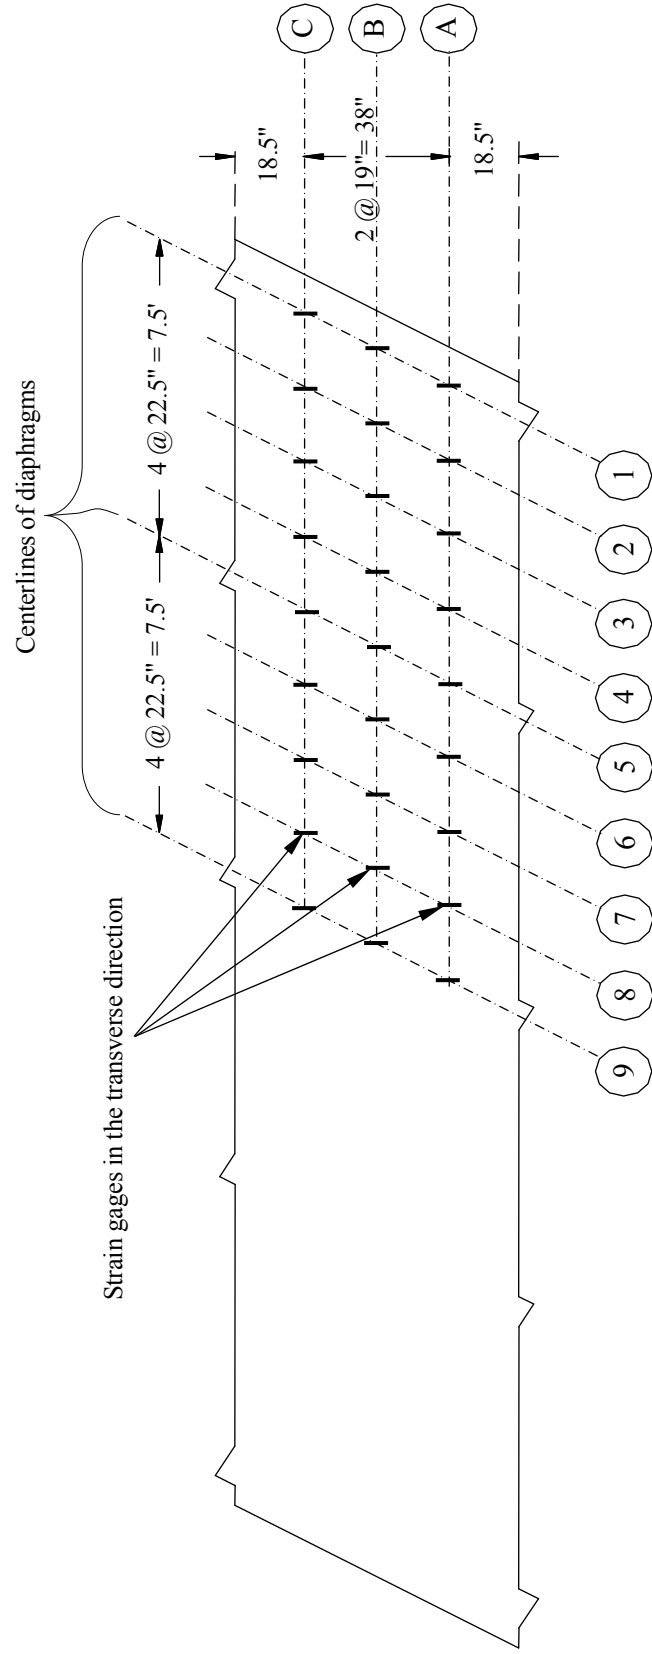 Centerlines of diaphragms
4 @ 22.5" = 7.5'
4 @ 22.5" = 7.5'
Strain gages in the transverse direction
18.5"
2 @ 19"= 38"
18.5"
C
B
A
1
2
3
4
5
6
7
8
9